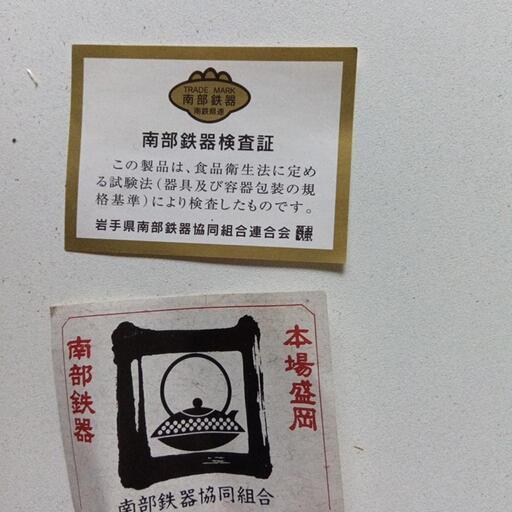 TRADE MARK
南部鉄器
南鉄県連
南部鉄器検査証
この製品は、食品衛生法に定め
る試験法(器具及び容器包装の規
格基準)により検査したものです。
岩手県南部鉄器協同組合連合会
本場盛岡
南部鉄器
南部鉄器協同組合